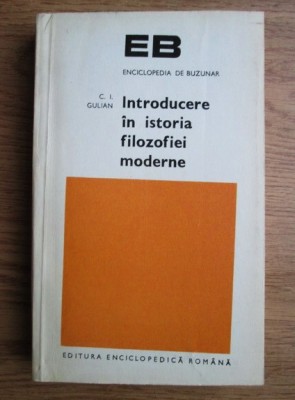 EB
ENCICLOPEDIA DE BUZUNAR
C. I.
GULIAN
Introducere
în istoria
filozofiei
moderne
EDITURA ENCICLOPEDICĂ ROMÂNĂ